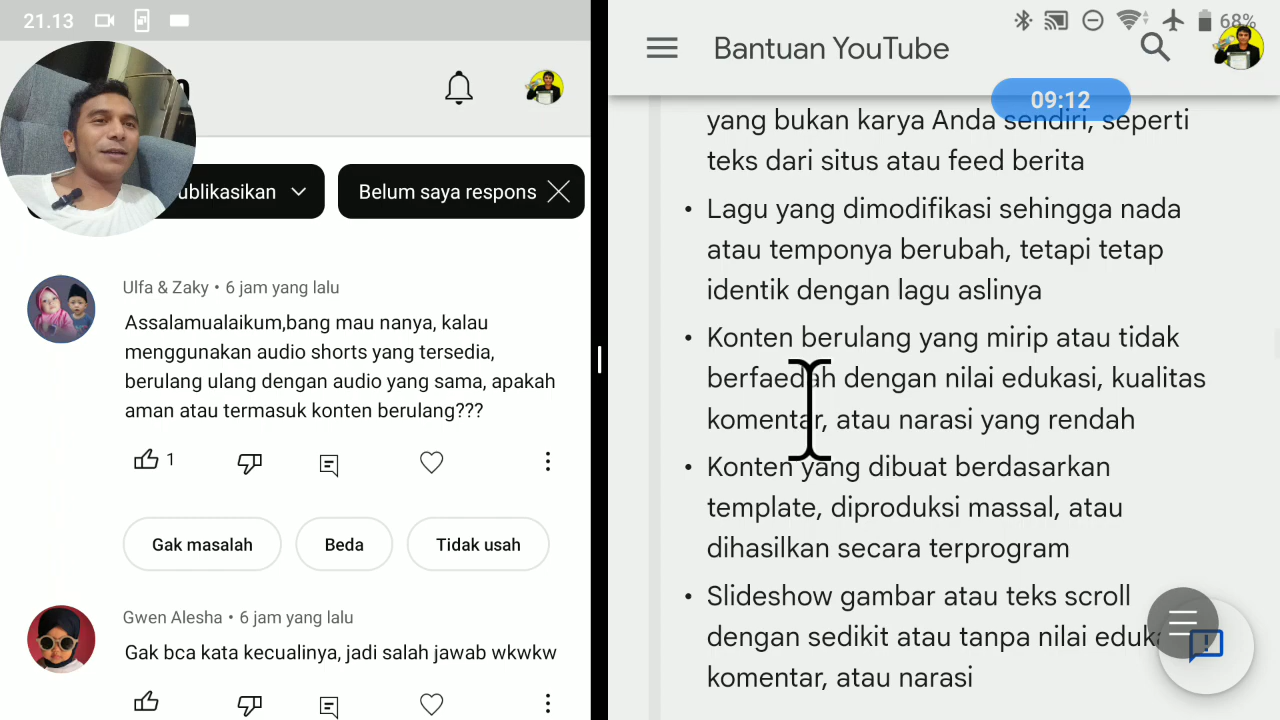 21.13
ublikasikan
Belum saya respons
Ulfa & Zaky • 6 jam yang lalu
Assalamualaikum,bang mau nanya, kalau
menggunakan audio shorts yang tersedia,
berulang ulang dengan audio yang sama, apakah
aman atau termasuk konten berulang???
1
Gak masalah
Beda
Tidak usah
Gwen Alesha • 6 jam yang lalu
Gak bca kata kecualinya, jadi salah jawab wkwkw
68%
Bantuan YouTube
09:12
yang bukan karya Anda sendiri, seperti
teks dari situs atau feed berita
• Lagu yang dimodifikasi sehingga nada
atau temponya berubah, tetapi tetap
identik dengan lagu aslinya
• Konten berulang yang mirip atau tidak
berfaedah dengan nilai edukasi, kualitas
komentar, atau narasi yang rendah
• Konten yang dibuat berdasarkan
template, diproduksi massal, atau
dihasilkan secara terprogram
• Slideshow gambar atau teks scroll
dengan sedikit atau tanpa nilai eduka
komentar, atau narasi